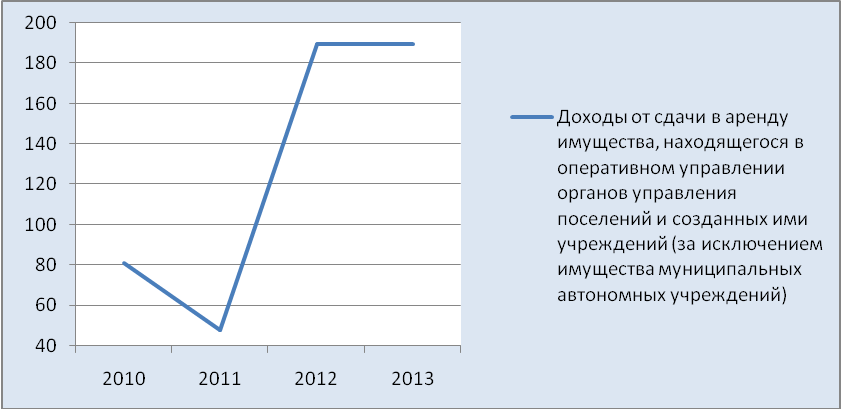 200
180
160
140
120
100
80
60
40
2010 2011 2012 2013
Доходы от сдачи в аренду
имущества, находящегося в
оперативном управлении
органов управления
поселений и созданных ими
учреждений (за исключением
имущества муниципальных
автономных учреждений)